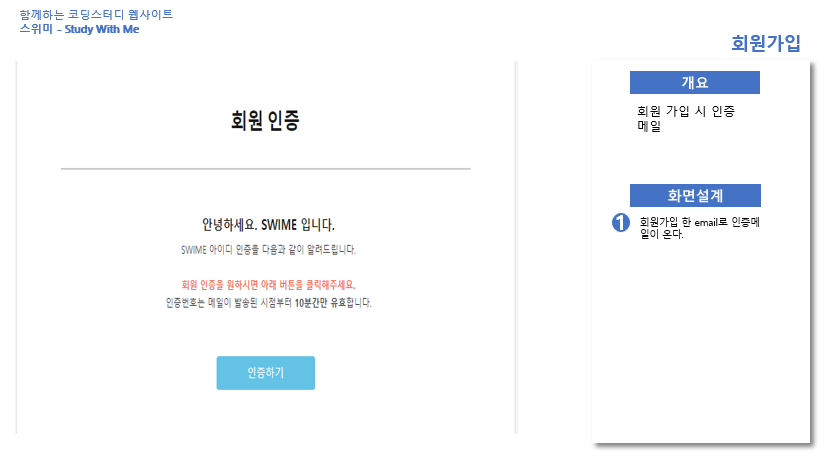 함께하는 코딩스터디 웹사이트
스위미 – Study With Me
회원가입
회원 인증
안녕하세요. SWIME 입니다.
SWIME 아이디 인증을 다음과 같이 알려드립니다.
회원 인증을 원하시면 아래 버튼을 클릭해주세요.
인증번호는 메일이 발송된 시점부터 10분간만 유효합니다.
인증하기
개요
회원 가입 시 인증
메일
화면설계
1 회원가입 한 email로 인증메
일이 온다.